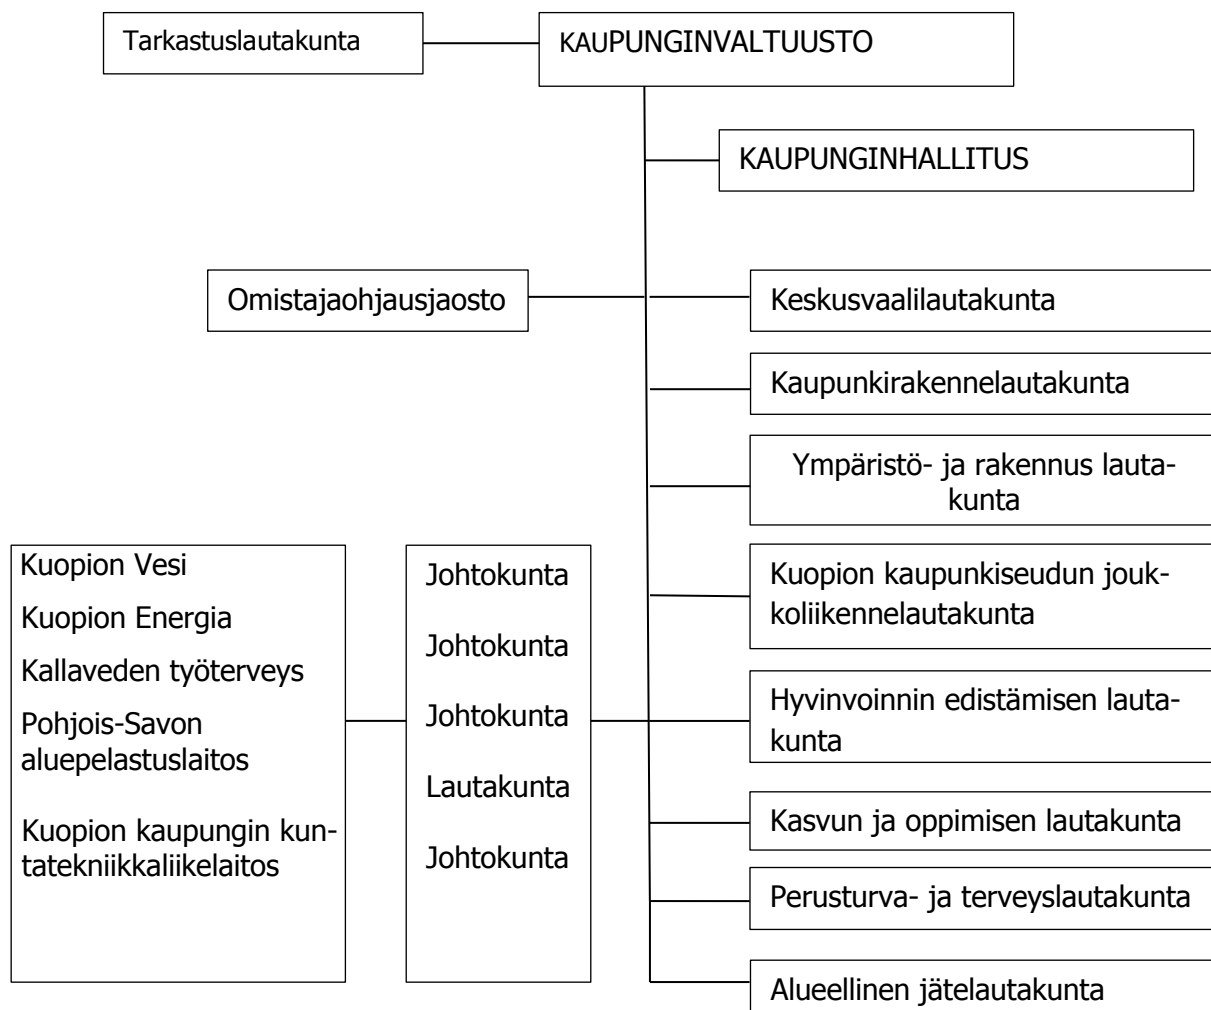 Tarkastuslautakunta
KAUPUNGINVALTUUSTO
KAUPUNGINHALLITUS
Omistajaohjausjaosto
Keskusvaalilautakunta
Kaupunkirakennelautakunta
Ympäristö- ja rakennus lauta-
kunta
Kuopion kaupunkiseudun jouk-
koliikennelautakunta
Hyvinvoinnin edistämisen lauta-
kunta
Kasvun ja oppimisen lautakunta
Perusturva- ja terveyslautakunta
Alueellinen jätelautakunta
Kuopion Vesi
Kuopion Energia
Kallaveden työterveys
Pohjois-Savon
aluepelastuslaitos
Kuopion kaupungin kun-
tatekniikkaliikelaitos
Johtokunta
Johtokunta
Johtokunta
Lautakunta
Johtokunta